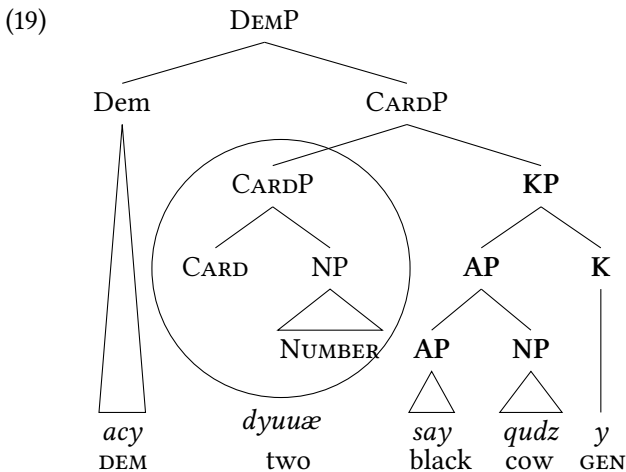 (19) DEMP
Dem CARDP
CARDP KP
CARD NP AP K
NUMBER AP NP
acy dyuuæ say qudz y
DEM two black cow GEN